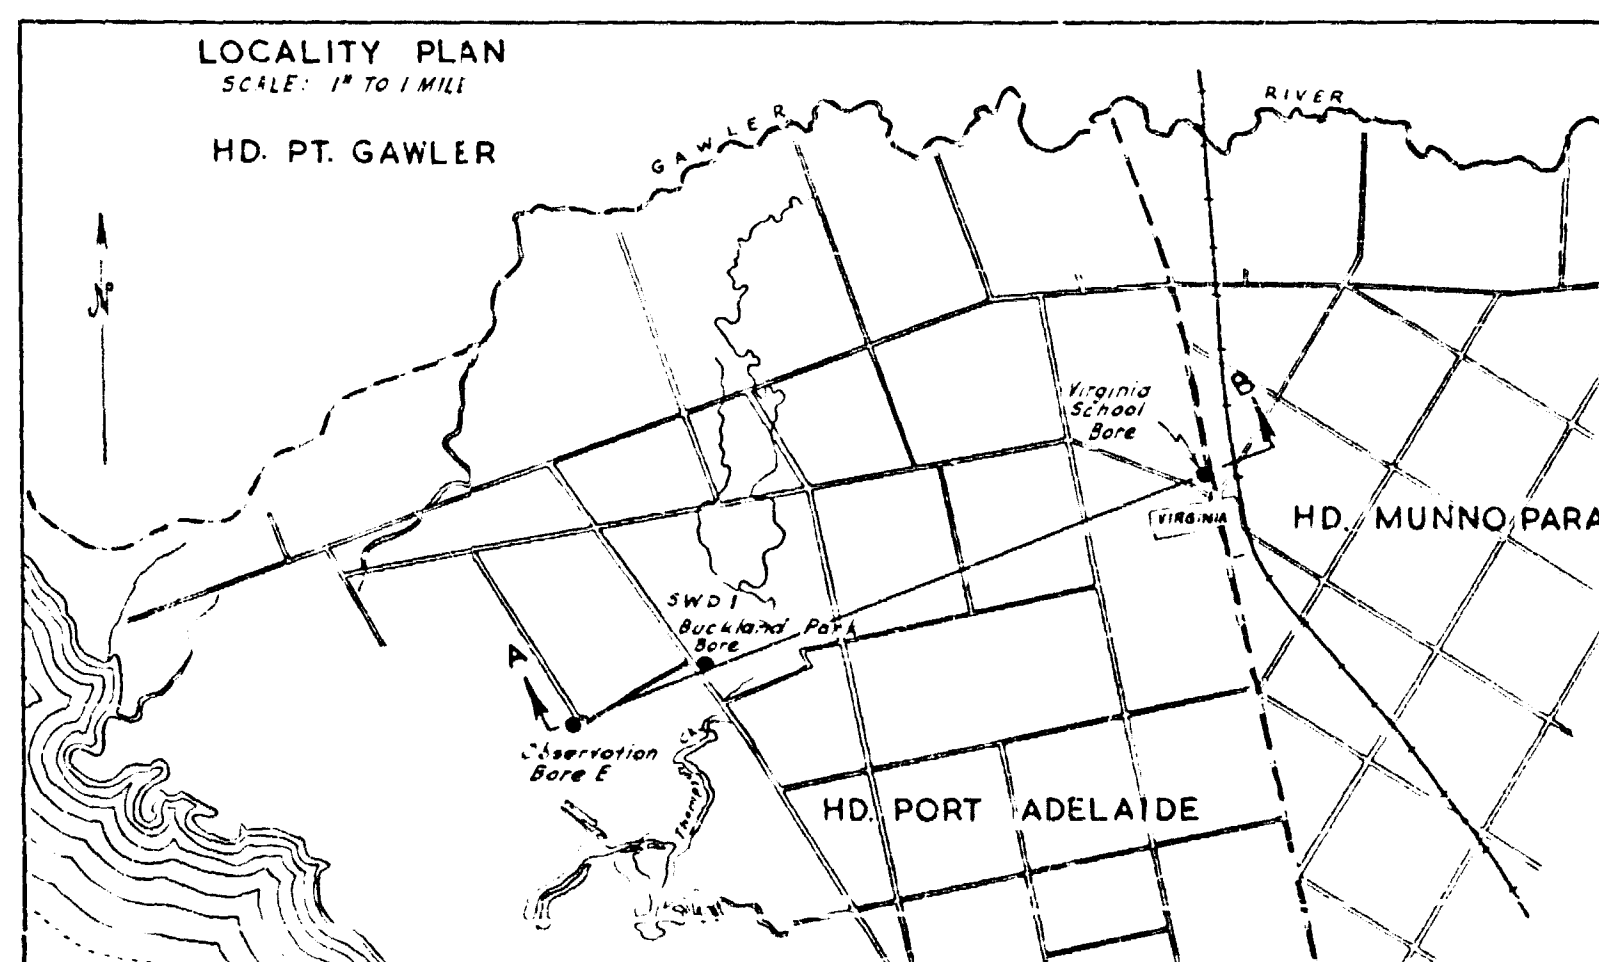 LOCALITY PLAN
SCALE: 1" TO 1 MILE
HD. PT. GAWLER
GAWLER
RIVER
N
Virginia
School
Bore
B
HD. MUNNO PARA
VIRGINIA
SWD 1
Buckland Park
Bore
A
Observation
Bore E
HD. PORT ADELAIDE